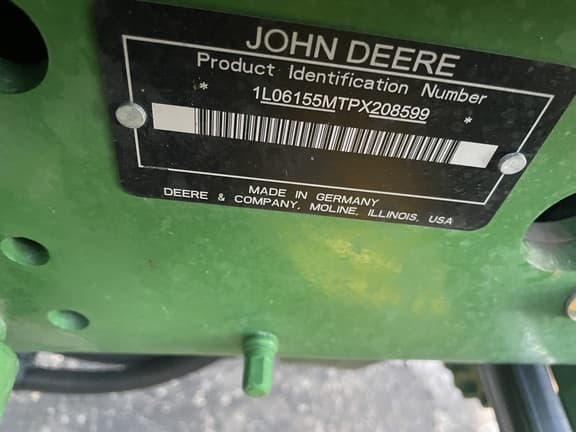 JOHN DEERE
Product Identification Number
* 1L06155MTPX208599 *
MADE IN GERMANY
DEERE & COMPANY, MOLINE, ILLINOIS, USA